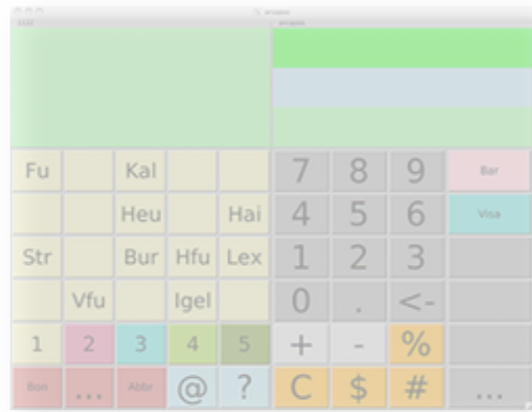 Fu Kal 7 8 9 Bar
Heu Hai 4 5 6 Visa
Str Bur Hfu Lex 1 2 3
Vfu Igel 0 . <-
1 2 3 4 5 + - %
Bon ... Abbr @ ? C $ # ...